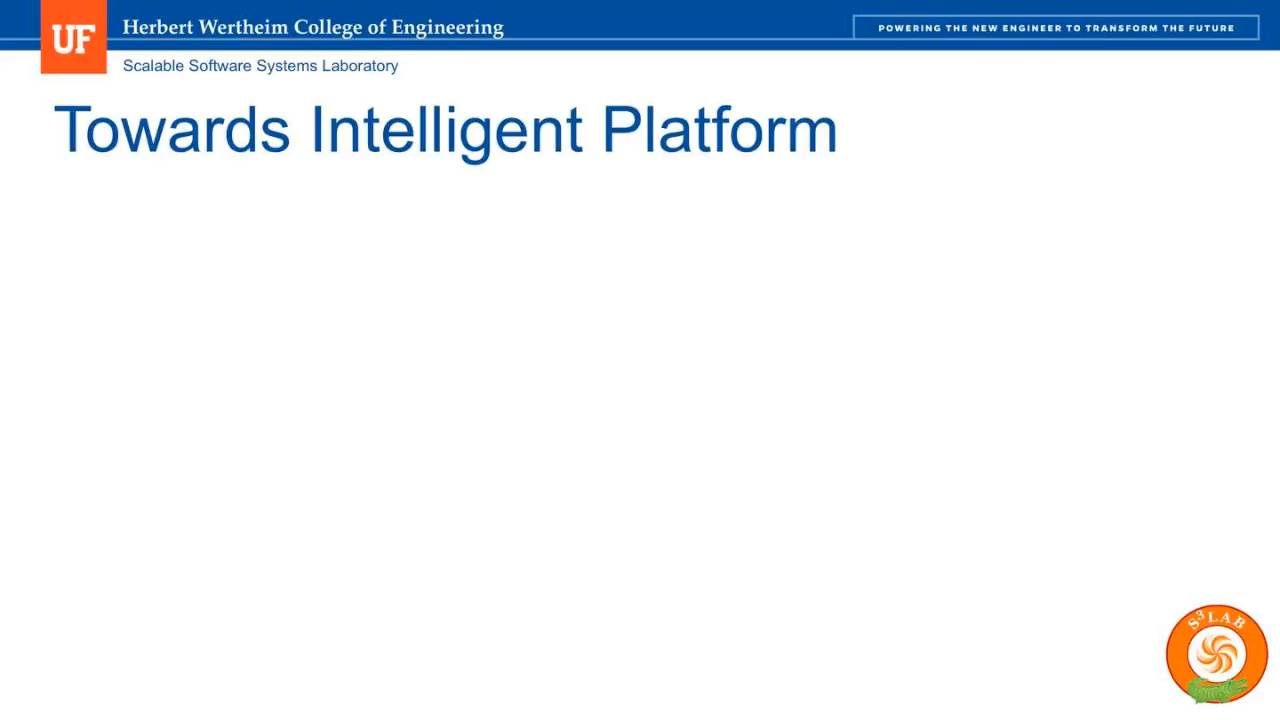 UF
Herbert Wertheim College of Engineering
POWERING THE NEW ENGINEER TO TRANSFORM THE FUTURE
Scalable Software Systems Laboratory
Towards Intelligent Platform
S³LAB